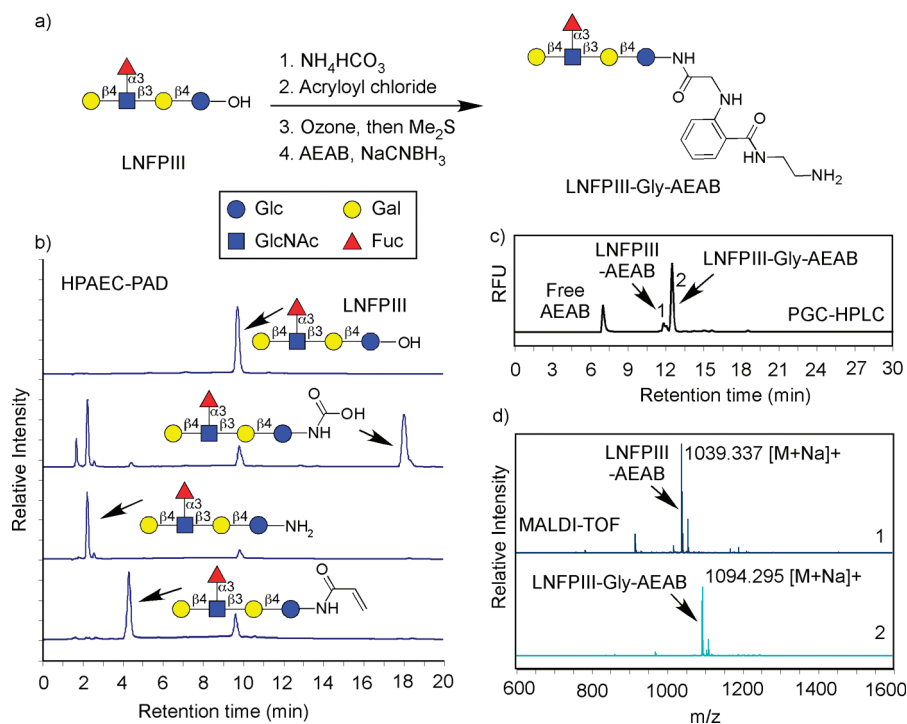 a)
β4 β3 β4
α3
OH
LNFPIII
1. NH4HCO3
2. Acryloyl chloride
3. Ozone, then Me2S
4. AEAB, NaCNBH3
β4 β3 β4
α3
NH
O
NH
O
NH
NH2
LNFPIII-Gly-AEAB
Glc
Gal
GlcNAc
Fuc
b)
HPAEC-PAD
LNFPIII
α3
β4 β3 β4
OH
O
OH
α3
β4 β3 β4
N
H
α3
β4 β3 β4
NH2
O
α3
β4 β3 β4
N
H
Relative Intensity
0 2 4 6 8 10 12 14 16 18 20
Retention time (min)
c)
RFU
Free
AEAB
LNFPIII
-AEAB
1
2
LNFPIII-Gly-AEAB
PGC-HPLC
0 3 6 9 12 15 18 21 24 27 30
Retention time (min)
d)
Relative Intensity
LNFPIII
-AEAB
1039.337 [M+Na]+
MALDI-TOF
1
LNFPIII-Gly-AEAB
1094.295 [M+Na]+
2
600 800 1000 1200 1400 1600
m/z